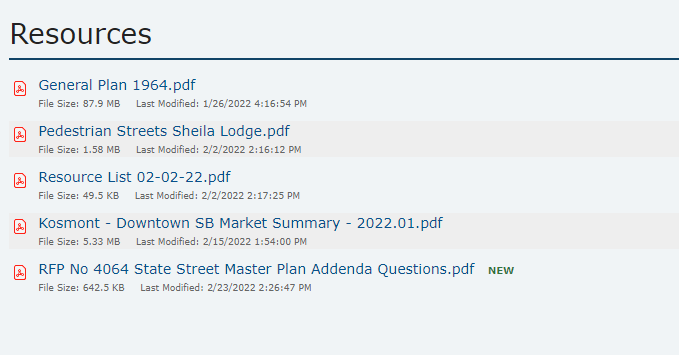 Resources
General Plan 1964.pdf
File Size: 87.9 MB Last Modified: 1/26/2022 4:16:54 PM
Pedestrian Streets Sheila Lodge.pdf
File Size: 1.58 MB Last Modified: 2/2/2022 2:16:12 PM
Resource List 02-02-22.pdf
File Size: 49.5 KB Last Modified: 2/2/2022 2:17:25 PM
Kosmont - Downtown SB Market Summary - 2022.01.pdf
File Size: 5.33 MB Last Modified: 2/15/2022 1:54:00 PM
RFP No 4064 State Street Master Plan Addenda Questions.pdf NEW
File Size: 642.5 KB Last Modified: 2/23/2022 2:26:47 PM